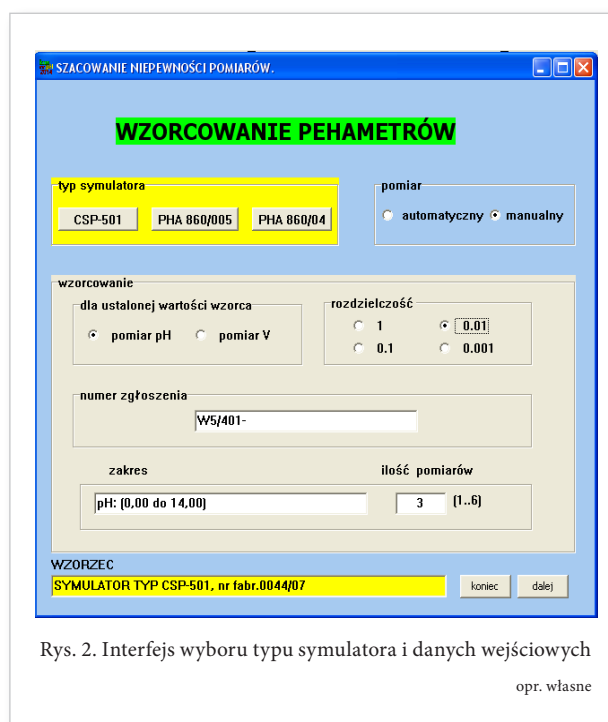 SZACOWANIE NIEPEWNOŚCI POMIARÓW.
WZORCOWANIE PEHAMETRÓW
typ symulatora
CSP-501 PHA 860/005 PHA 860/04
pomiar
automatyczny manualny
wzorcowanie
dla ustalonej wartości wzorca
pomiar pH pomiar V
rozdzielczość
1 0.01
0.1 0.001
numer zgłoszenia
W5/401-
zakres ilość pomiarów
pH: (0,00 do 14,00) 3 (1..6)
WZORZEC
SYMULATOR TYP CSP-501, nr fabr.0044/07 koniec dalej
Rys. 2. Interfejs wyboru typu symulatora i danych wejściowych
opr. własne